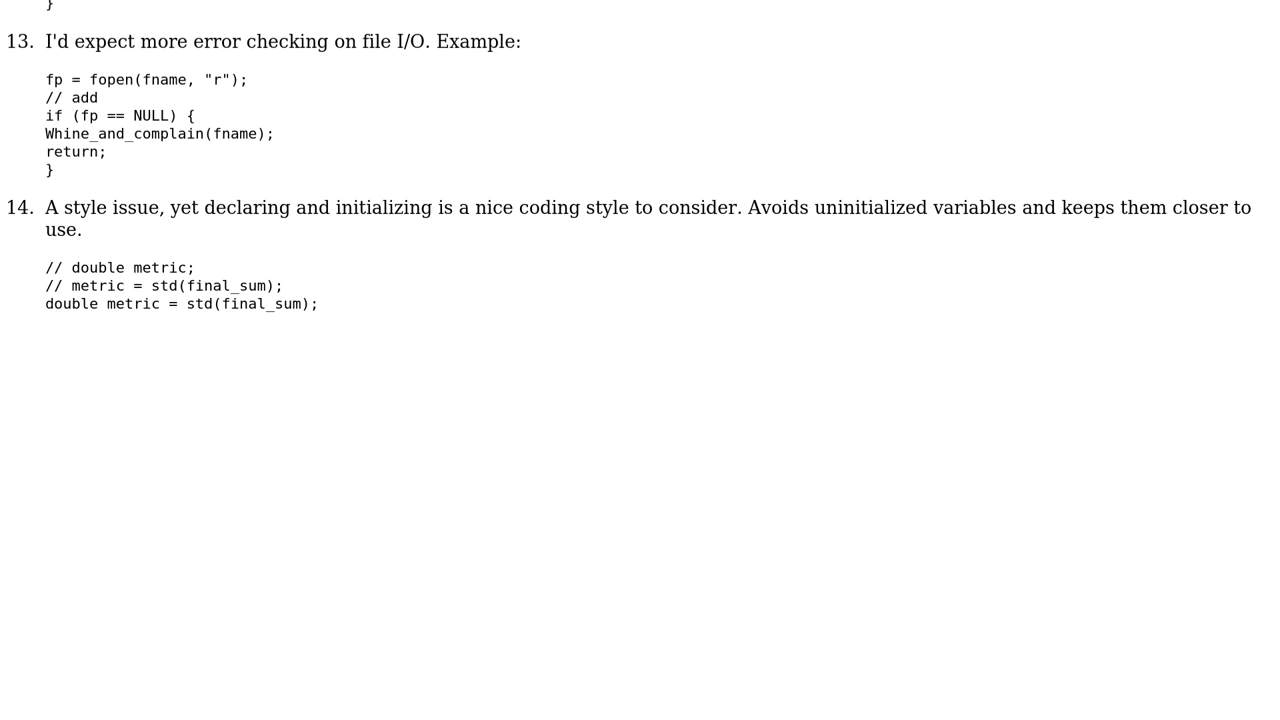 }
13. I'd expect more error checking on file I/O. Example:
fp = fopen(fname, "r");
// add
if (fp == NULL) {
Whine_and_complain(fname);
return;
}
14. A style issue, yet declaring and initializing is a nice coding style to consider. Avoids uninitialized variables and keeps them closer to
use.
// double metric;
// metric = std(final_sum);
double metric = std(final_sum);